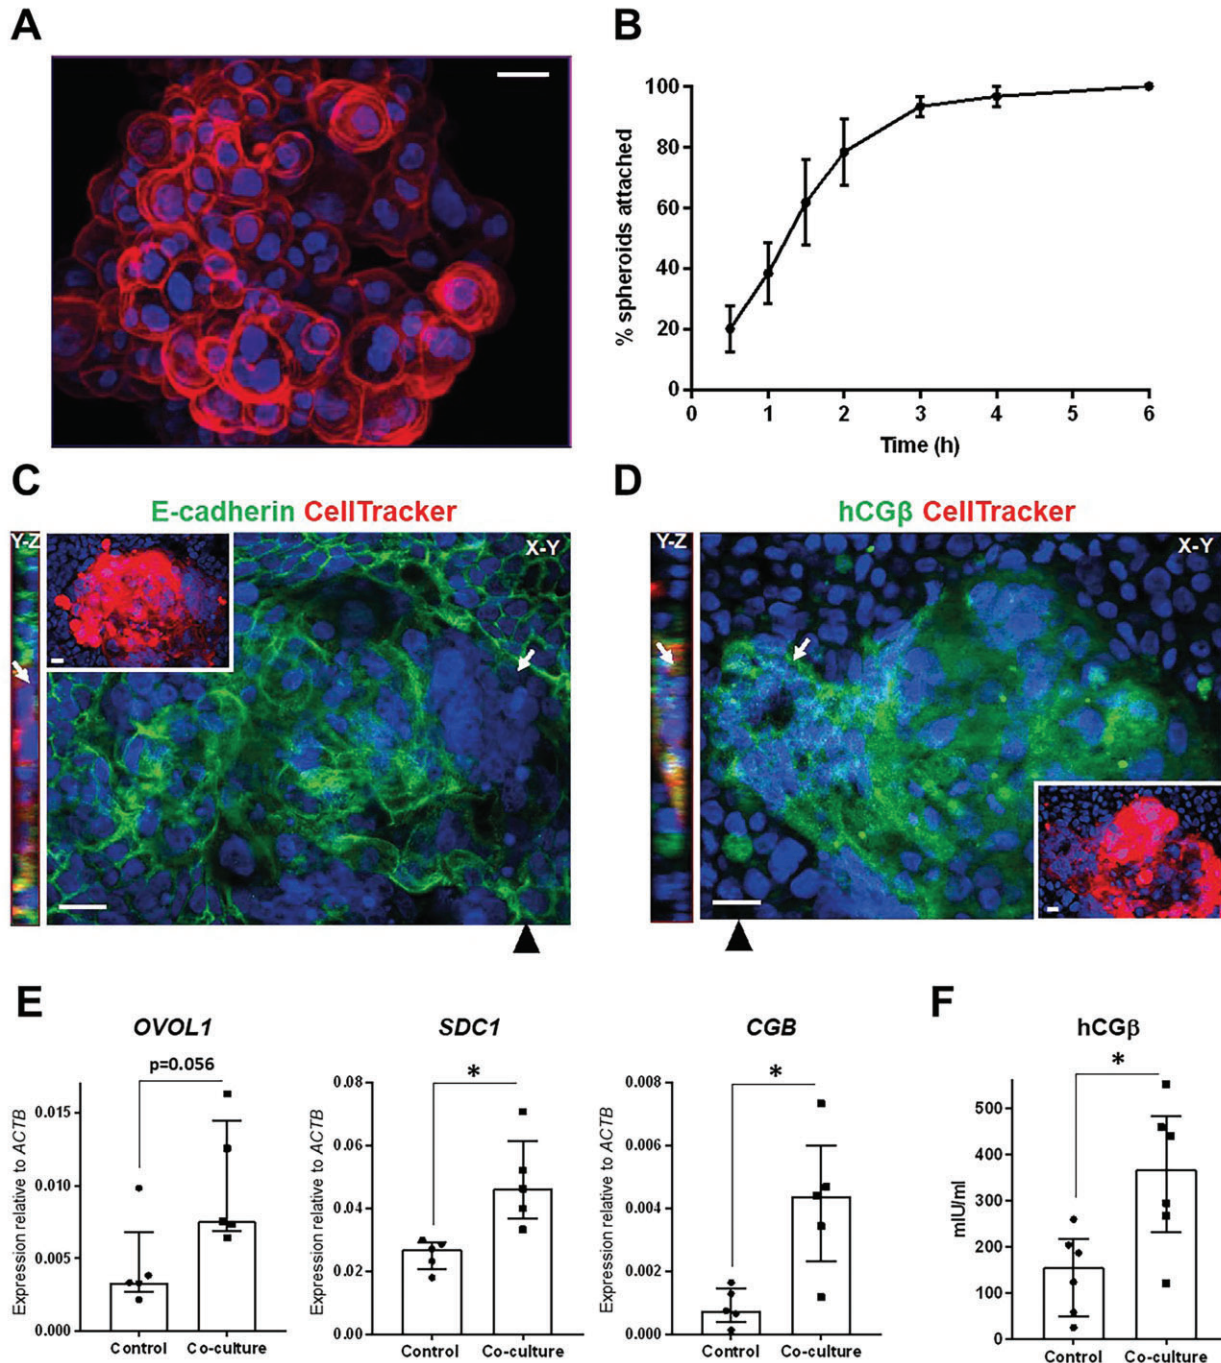 A
B
100
80
60
40
20
0
% spheroids attached
0 1 2 3 4 5 6
Time (h)
C
E-cadherin CellTracker
Y-Z
X-Y
D
hCGβ CellTracker
Y-Z
X-Y
E
OVOL1
p=0.056
0.015
0.010
0.005
0.000
Expression relative to ACTB
Control Co-culture
SDC1
*
0.08
0.06
0.04
0.02
0.00
Expression relative to ACTB
Control Co-culture
CGB
*
0.008
0.006
0.004
0.002
0.000
Expression relative to ACTB
Control Co-culture
F
hCGβ
*
500
400
300
200
100
0
mIU/ml
Control Co-culture